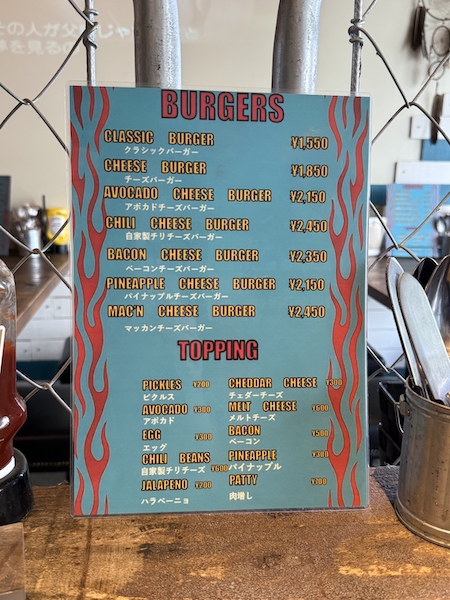 の人が父
を見るの
BURGERS
CLASSIC BURGER ¥1,550
クラシックバーガー
CHEESE BURGER ¥1,850
チーズバーガー
AVOCADO CHEESE BURGER ¥2,150
アボカドチーズバーガー
CHILI CHEESE BURGER ¥2,450
自家製チリチーズバーガー
BACON CHEESE BURGER ¥2,350
ベーコンチーズバーガー
PINEAPPLE CHEESE BURGER ¥2,150
パイナップルチーズバーガー
MAC'N CHEESE BURGER ¥2,450
マッカンチーズバーガー
TOPPING
PICKLES ¥200 CHEDDAR CHEESE ¥300
ピクルス チェダーチーズ
AVOCADO ¥300 MELT CHEESE ¥600
アボカド メルトチーズ
EGG ¥300 BACON ¥500
エッグ ベーコン
CHILI BEANS PINEAPPLE ¥300
自家製チリチーズ ¥600 パイナップル
JALAPENO ¥200 PATTY
ハラペーニョ 肉増し